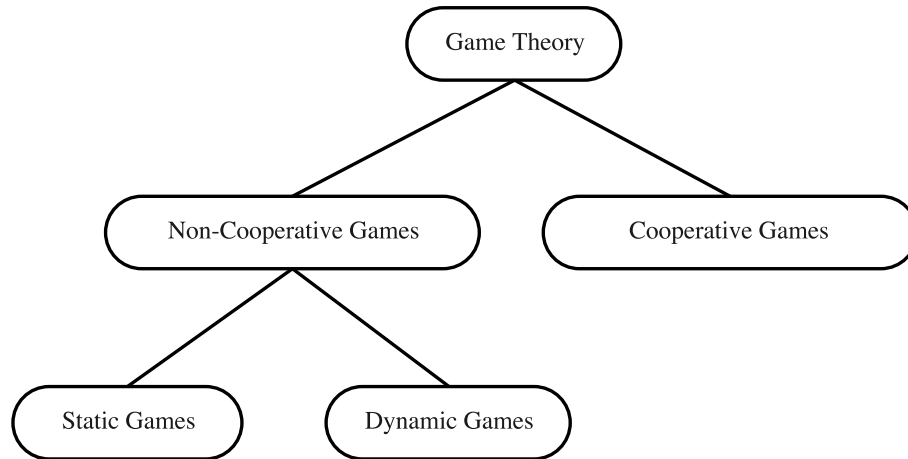 Game Theory
Non-Cooperative Games
Cooperative Games
Static Games
Dynamic Games